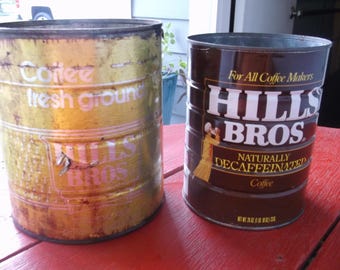 Coffee
fresh ground
HILLS
BROS
For All Coffee Makers
HILLS
BROS.
NATURALLY
DECAFFEINATED
Coffee